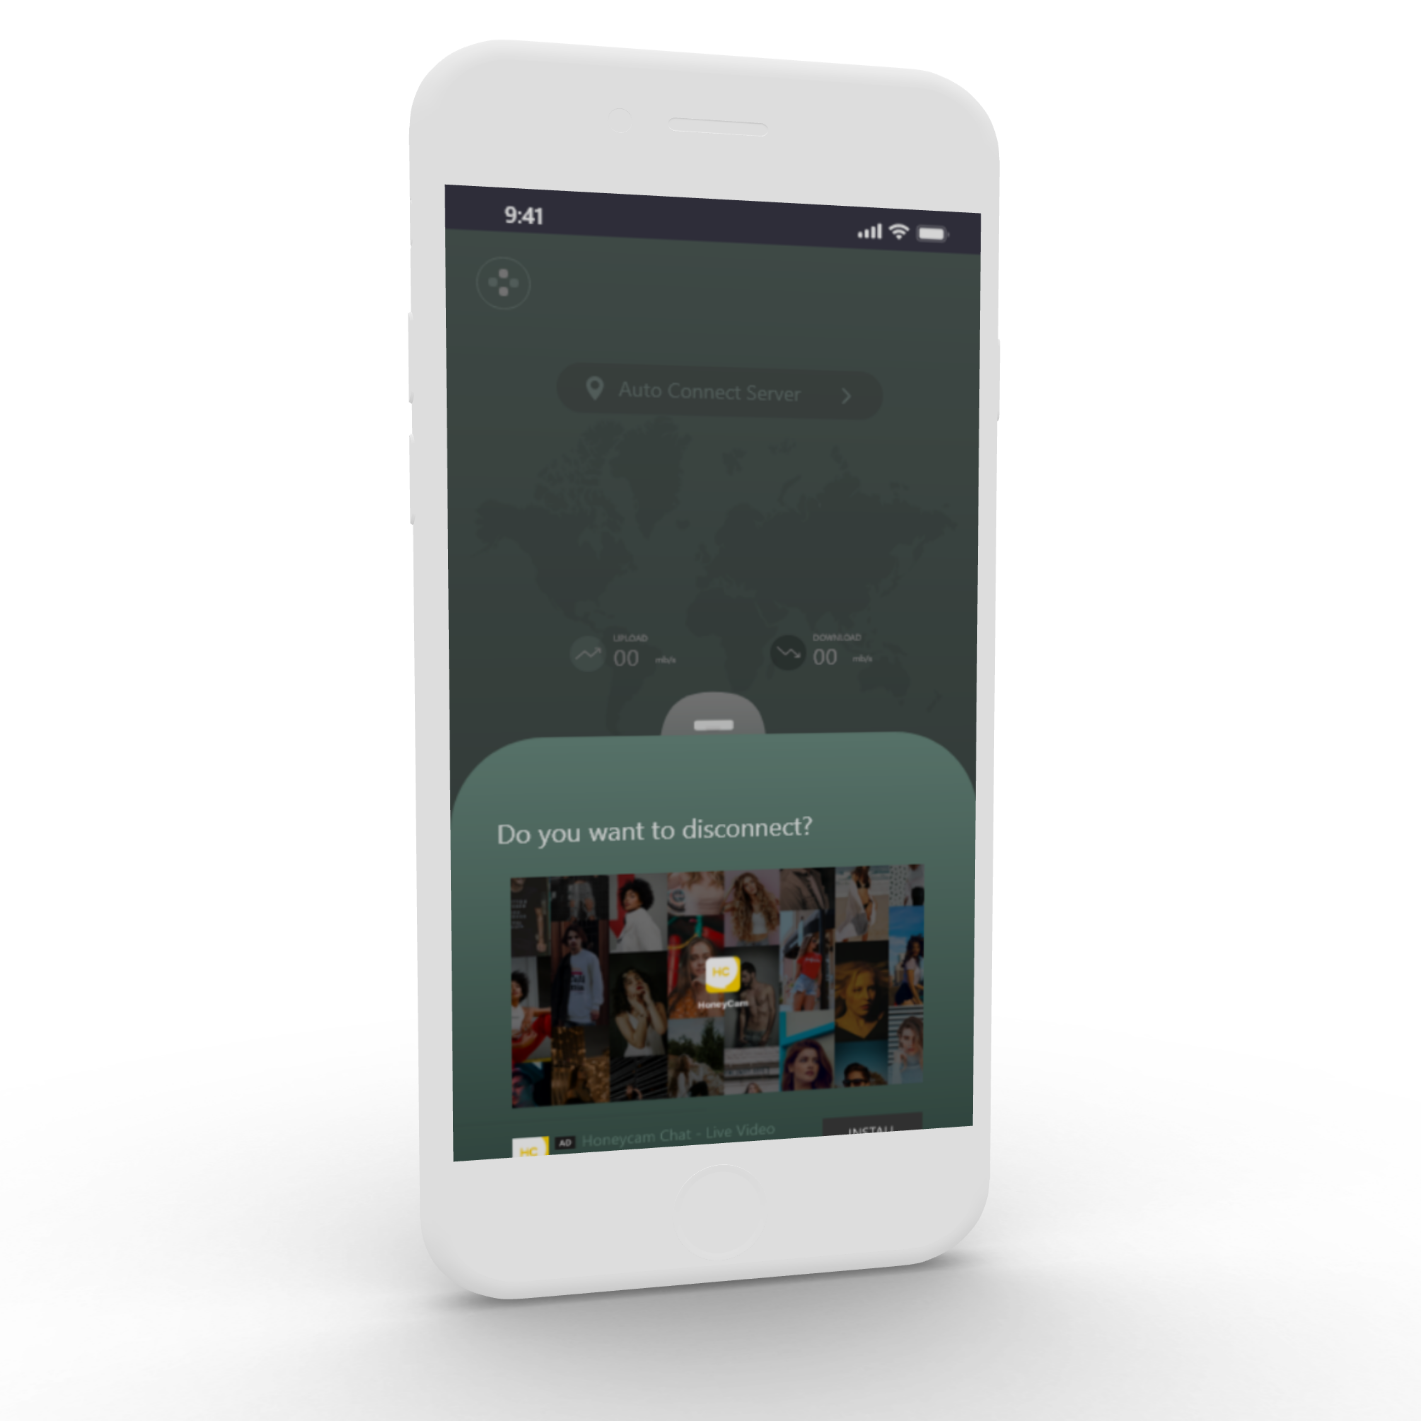 9:41
Auto Connect Server
UPLOAD
00 mb/s
DOWNLOAD
00 mb/s
Do you want to disconnect?
HC
HoneyCam
HC AD Honeycam Chat - Live Video
INSTALL